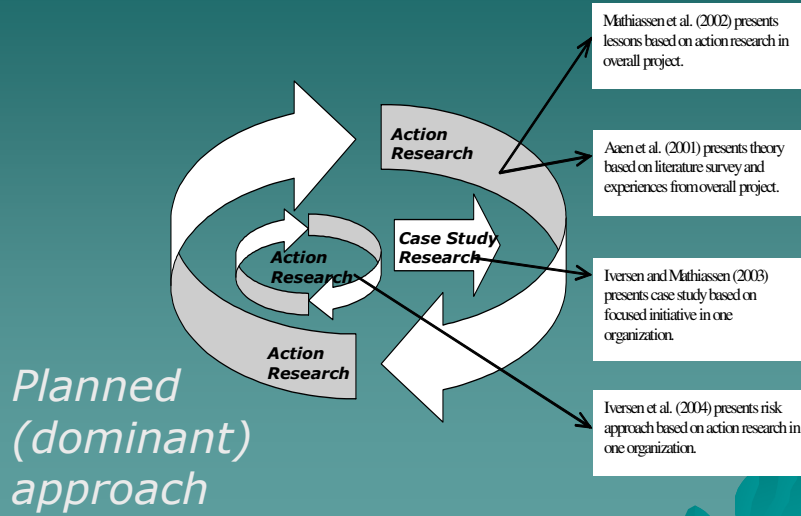 Mathiassen et al. (2002) presents
lessons based on action research in
overall project.
Action
Research
Aaen et al. (2001) presents theory
based on literature survey and
experiences from overall project.
Case Study
Research
Action
Research
Iversen and Mathiassen (2003)
presents case study based on
focused initiative in one
organization.
Action
Research
Planned
(dominant)
approach
Iversen et al. (2004) presents risk
approach based on action research in
one organization.